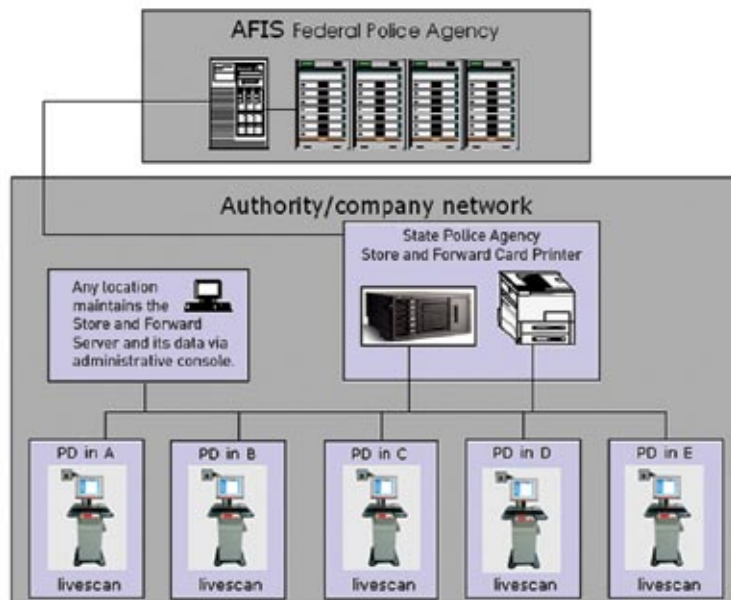 AFIS Federal Police Agency
Authority/company network
State Police Agency
Store and Forward Card Printer
Any location
maintains the
Store and Forward
Server and its data via
administrative console.
PD in A
PD in B
PD in C
PD in D
PD in E
livescan
livescan
livescan
livescan
livescan